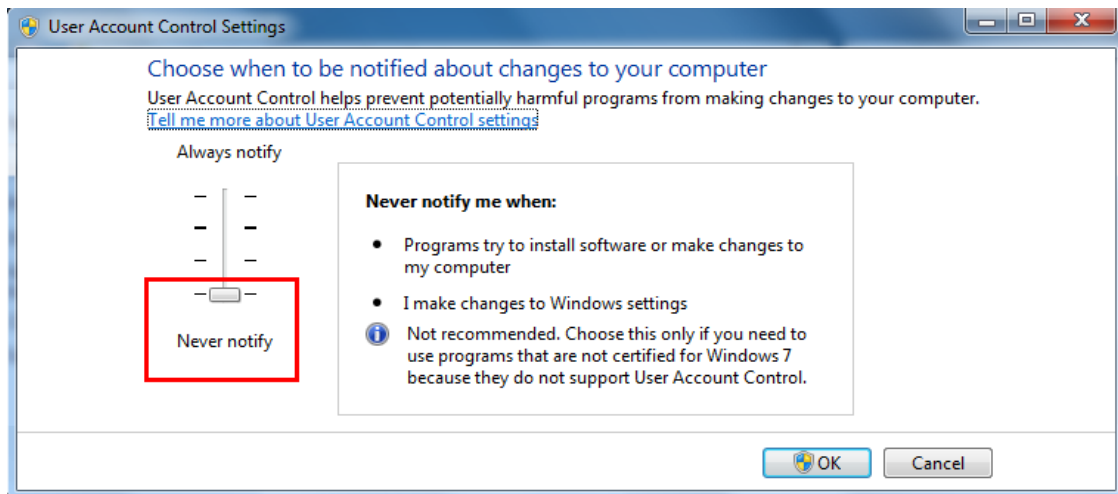 User Account Control Settings
Choose when to be notified about changes to your computer
User Account Control helps prevent potentially harmful programs from making changes to your computer.
Tell me more about User Account Control settings
Always notify
Never notify
Never notify me when:
Programs try to install software or make changes to
my computer
I make changes to Windows settings
Not recommended. Choose this only if you need to
use programs that are not certified for Windows 7
because they do not support User Account Control.
OK
Cancel